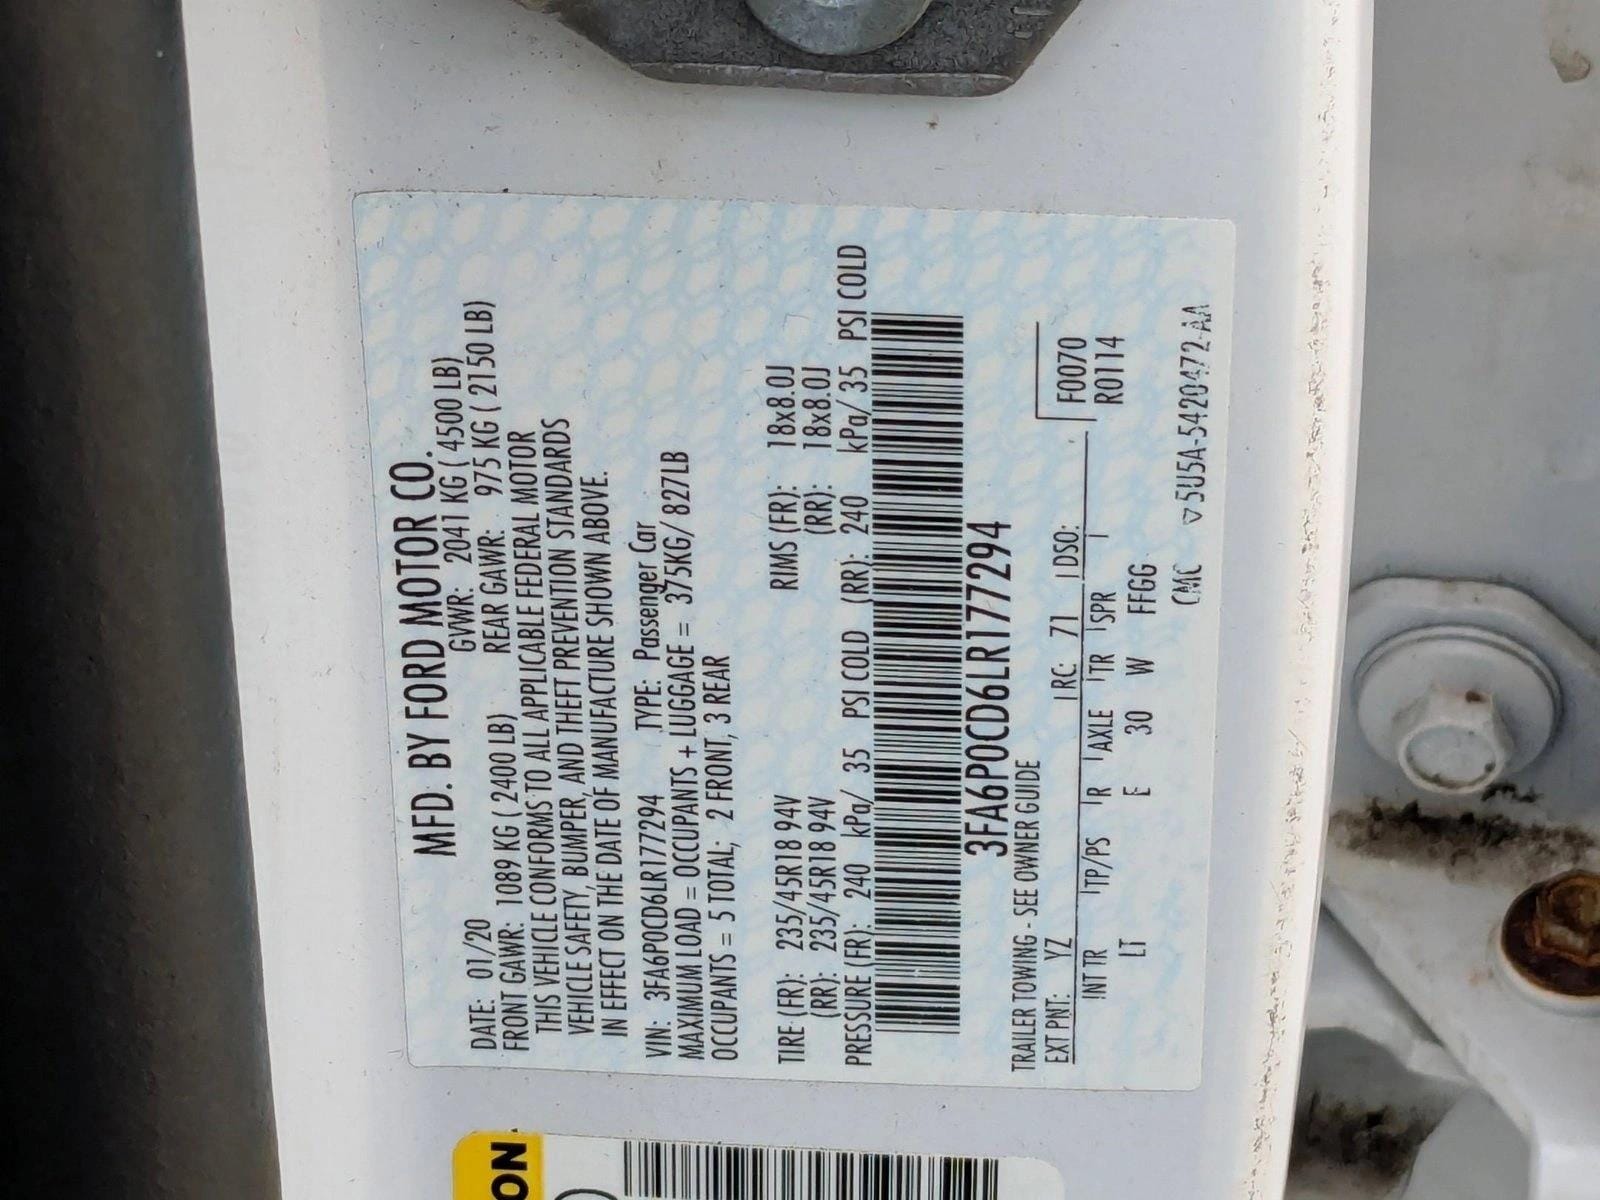 MFD. BY FORD MOTOR CO.
DATE: 01/20 GVWR: 2041 KG ( 4500 LB)
FRONT GAWR: 1089 KG ( 2400 LB) REAR GAWR: 975 KG ( 2150 LB)
THIS VEHICLE CONFORMS TO ALL APPLICABLE FEDERAL MOTOR
VEHICLE SAFETY, BUMPER, AND THEFT PREVENTION STANDARDS
IN EFFECT ON THE DATE OF MANUFACTURE SHOWN ABOVE.
VIN: 3FA6P0CD6LR177294 TYPE: Passenger Car
MAXIMUM LOAD = OCCUPANTS + LUGGAGE = 375KG/ 827LB
OCCUPANTS = 5 TOTAL; 2 FRONT, 3 REAR
TIRE (FR): 235/45R18 94V RIMS (FR): 18x8.0J
(RR): 235/45R18 94V (RR): 18x8.0J
PRESSURE (FR): 240 kPa/ 35 PSI COLD (RR): 240 kPa/ 35 PSI COLD
3FA6P0CD6LR177294
TRAILER TOWING - SEE OWNER GUIDE
EXT PNT: YZ RC: 71 DSO: F0070
INT TR TP/PS R AXLE TR SPR R0114
LT E 30 W FFGG
CMC ▽ 5U5A-5420472-AA
ON